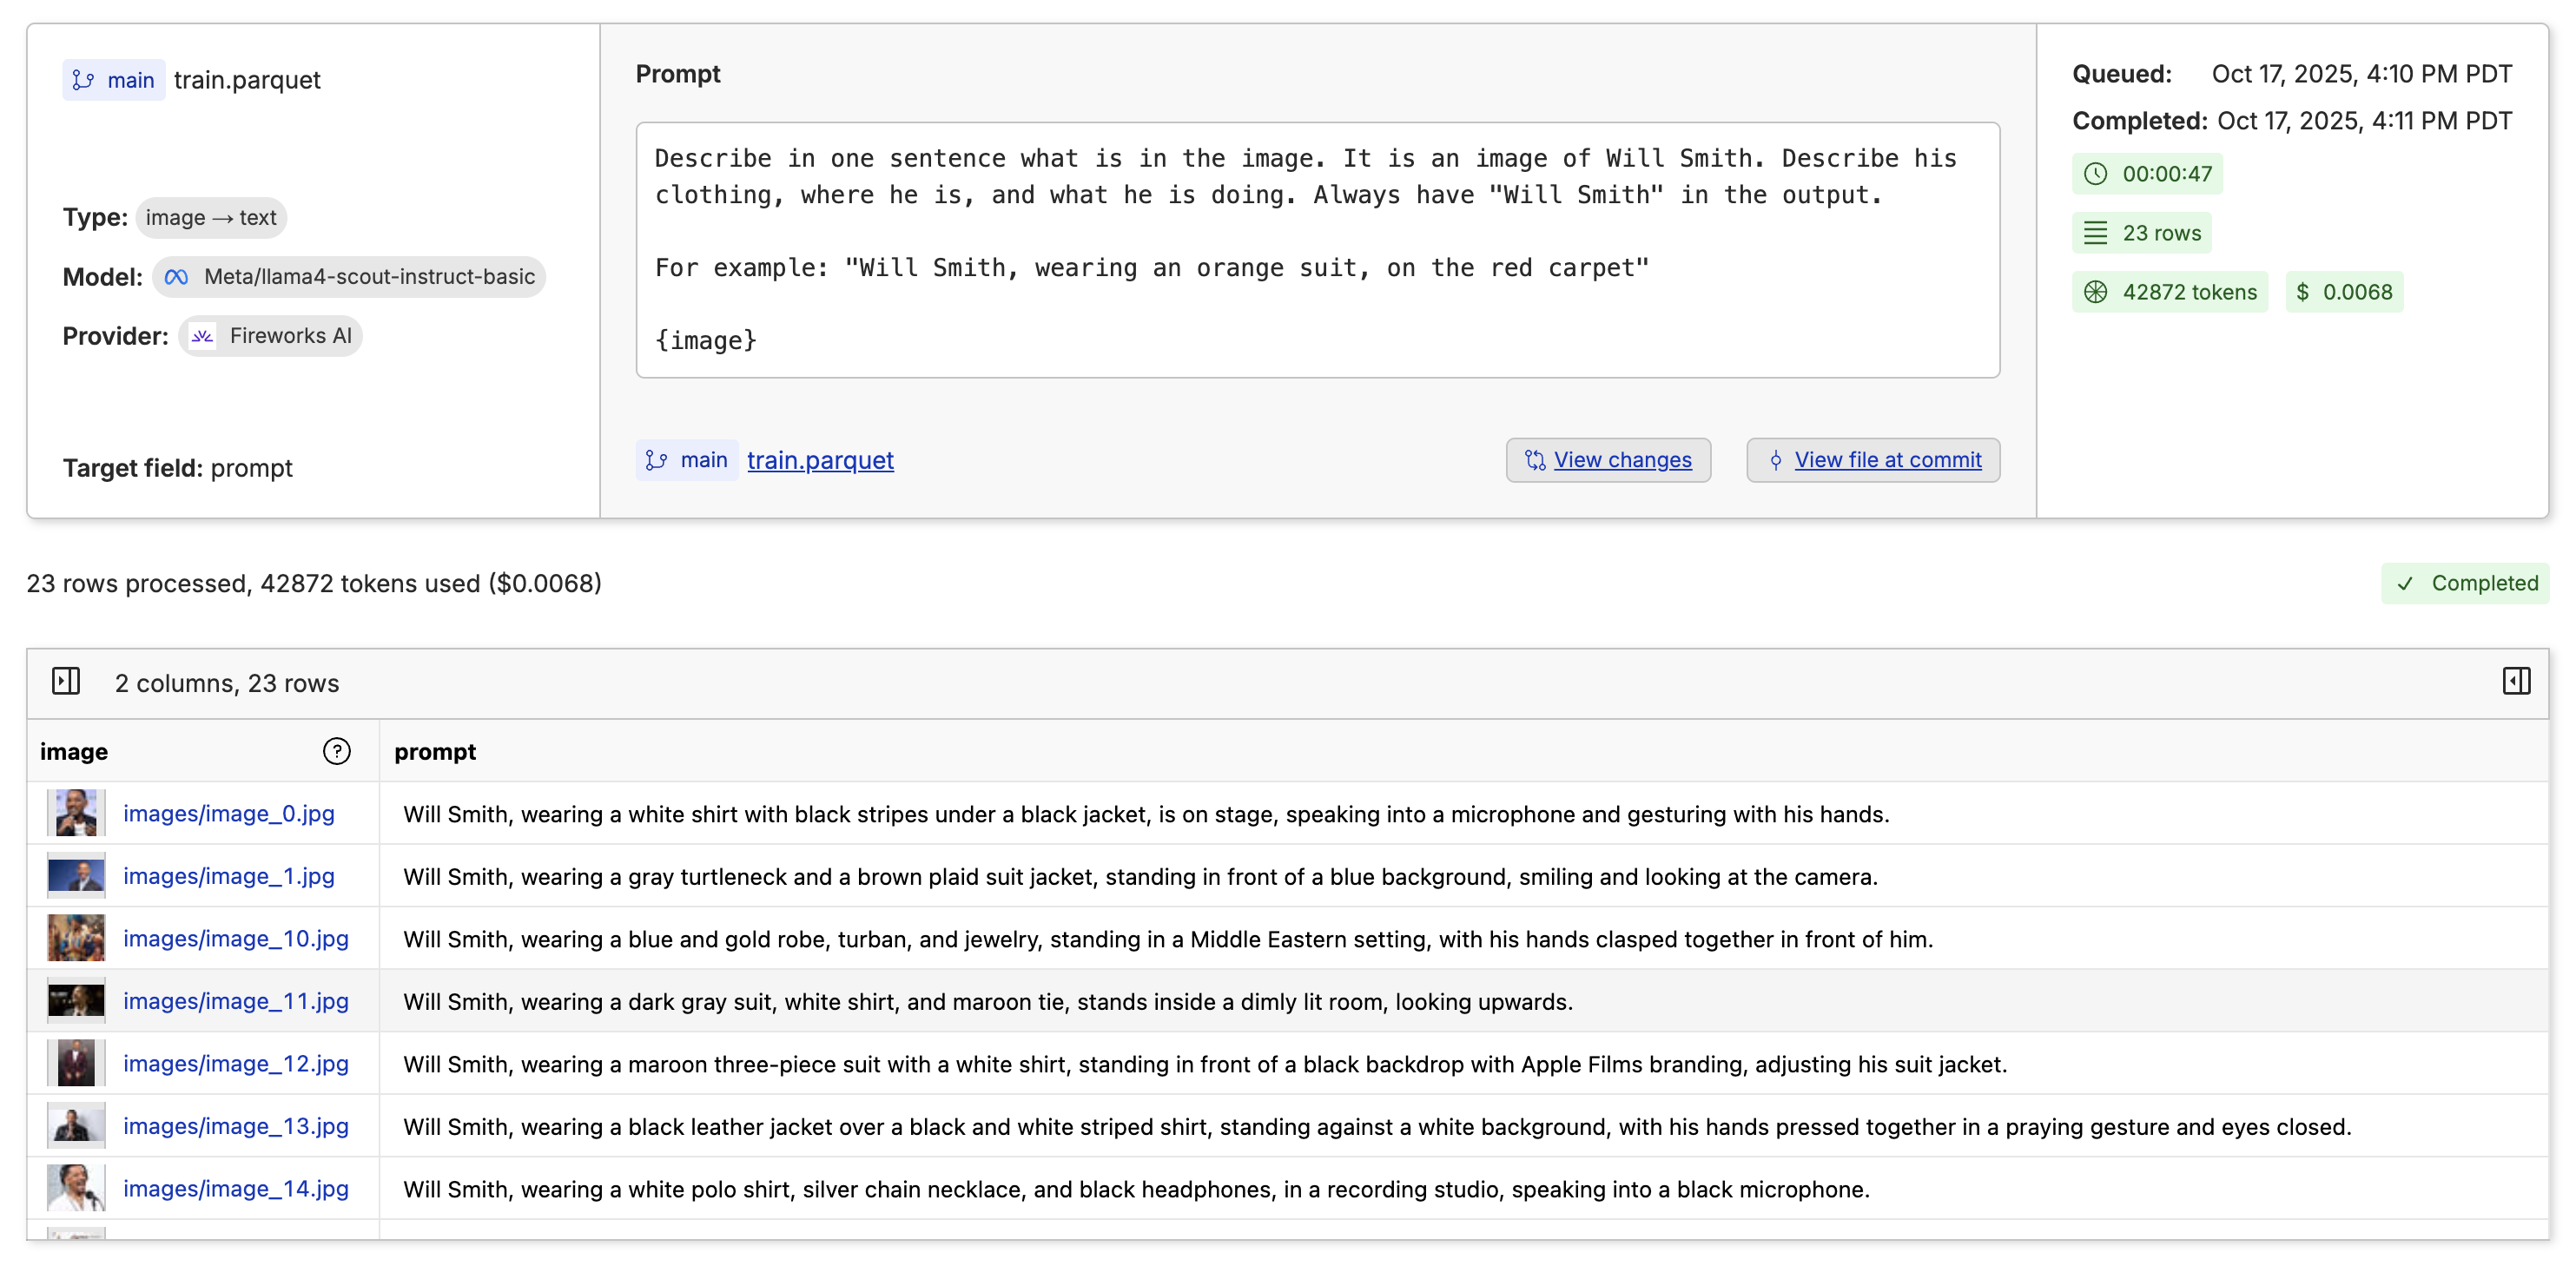 main train.parquet
Type: image → text
Model: Meta/llama4-scout-instruct-basic
Provider: Fireworks AI
Target field: prompt
Prompt
Describe in one sentence what is in the image. It is an image of Will Smith. Describe his
clothing, where he is, and what he is doing. Always have "Will Smith" in the output.
For example: "Will Smith, wearing an orange suit, on the red carpet"
{image}
main train.parquet
View changes
View file at commit
Queued: Oct 17, 2025, 4:10 PM PDT
Completed: Oct 17, 2025, 4:11 PM PDT
00:00:47
23 rows
42872 tokens
$ 0.0068
23 rows processed, 42872 tokens used ($0.0068)
Completed
2 columns, 23 rows
image ? prompt
images/image_0.jpg Will Smith, wearing a white shirt with black stripes under a black jacket, is on stage, speaking into a microphone and gesturing with his hands.
images/image_1.jpg Will Smith, wearing a gray turtleneck and a brown plaid suit jacket, standing in front of a blue background, smiling and looking at the camera.
images/image_10.jpg Will Smith, wearing a blue and gold robe, turban, and jewelry, standing in a Middle Eastern setting, with his hands clasped together in front of him.
images/image_11.jpg Will Smith, wearing a dark gray suit, white shirt, and maroon tie, stands inside a dimly lit room, looking upwards.
images/image_12.jpg Will Smith, wearing a maroon three-piece suit with a white shirt, standing in front of a black backdrop with Apple Films branding, adjusting his suit jacket.
images/image_13.jpg Will Smith, wearing a black leather jacket over a black and white striped shirt, standing against a white background, with his hands pressed together in a praying gesture and eyes closed.
images/image_14.jpg Will Smith, wearing a white polo shirt, silver chain necklace, and black headphones, in a recording studio, speaking into a black microphone.